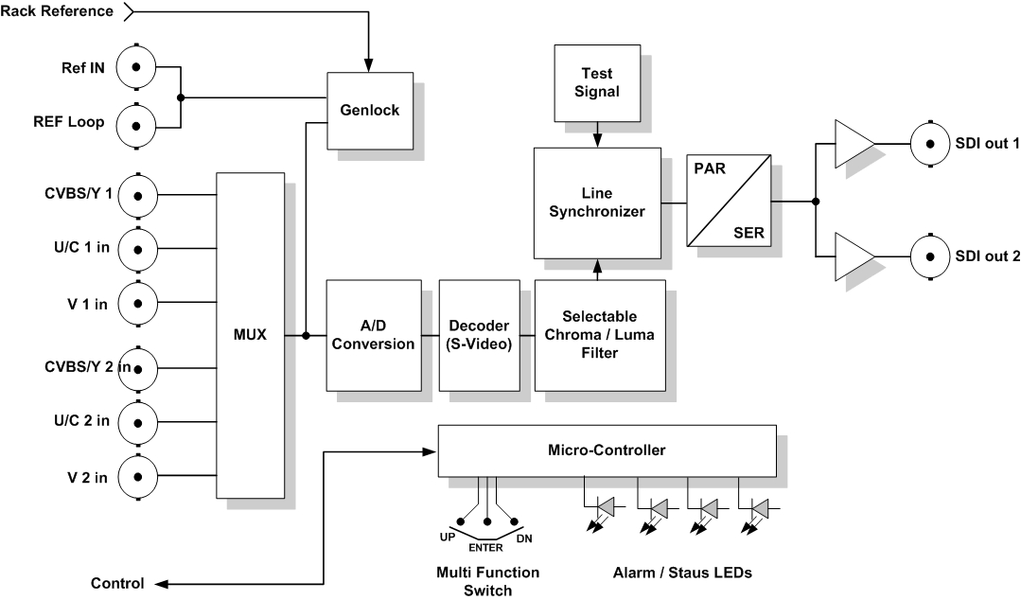 Rack Reference
Ref IN
REF Loop
Genlock
Test
Signal
CVBS/Y 1
U/C 1 in
V 1 in
CVBS/Y 2 in
U/C 2 in
V 2 in
MUX
A/D
Conversion
Decoder
(S-Video)
Selectable
Chroma / Luma
Filter
Line
Synchronizer
PAR
SER
SDI out 1
SDI out 2
Micro-Controller
UP
ENTER
DN
Multi Function
Switch
Alarm / Staus LEDs
Control